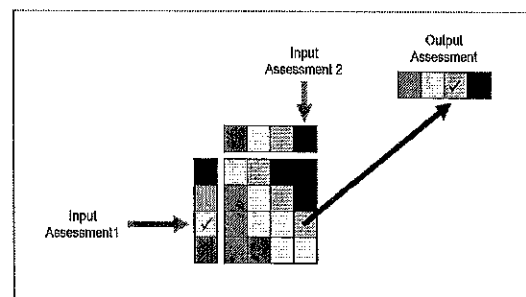 Input
Assessment 2
Output
Assessment
Input
Assessment1